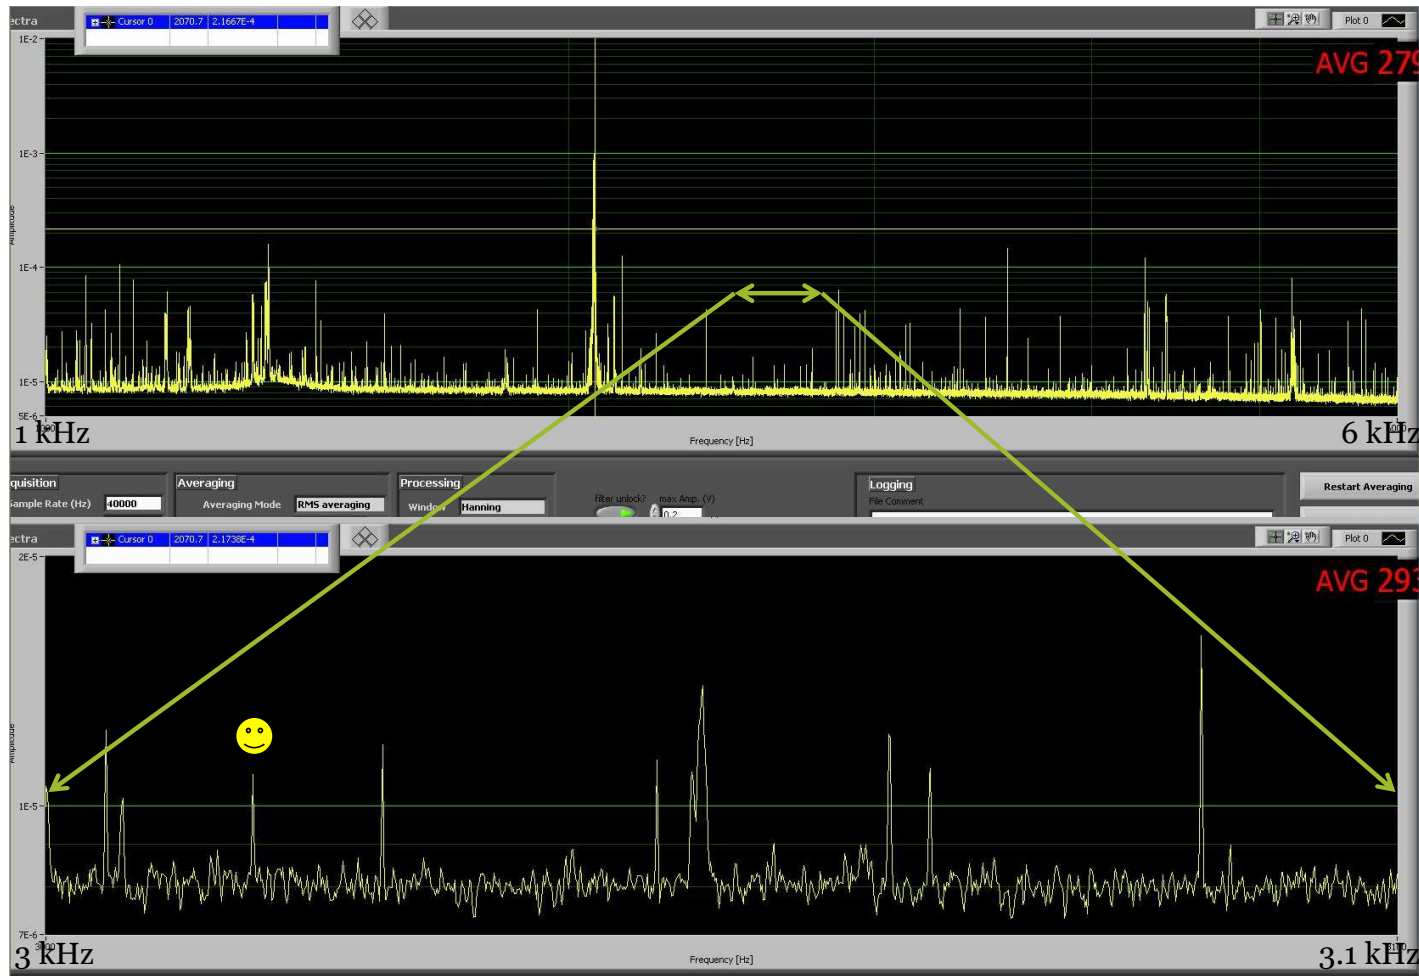 ectra
Cursor 0 2070.7 2.1667E-4
Plot 0
1E-2
AVG 279
1E-3
Amplitude
1E-4
1E-5
5E-6
1 kHz
6 kHz
Frequency [Hz]
quisition
Averaging
Processing
Logging
Sample Rate (Hz) 40000
Averaging Mode RMS averaging
Window Hanning
filter unlock? max Amp. (V)
0.2
File Comment
Restart Averaging
ectra
Cursor 0 2070.7 2.1738E-4
Plot 0
2E-5
AVG 293
Amplitude
1E-5
7E-6
3 kHz
3.1 kHz
Frequency [Hz]